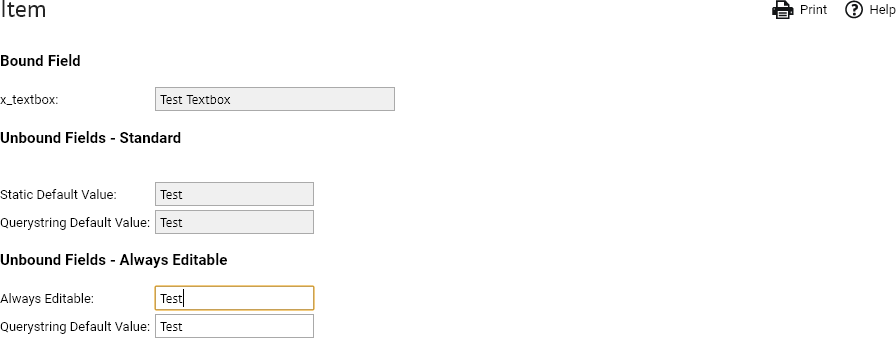 Item
Print
Help
Bound Field
x_textbox: Test Textbox
Unbound Fields - Standard
Static Default Value: Test
Querystring Default Value: Test
Unbound Fields - Always Editable
Always Editable: Test
Querystring Default Value: Test